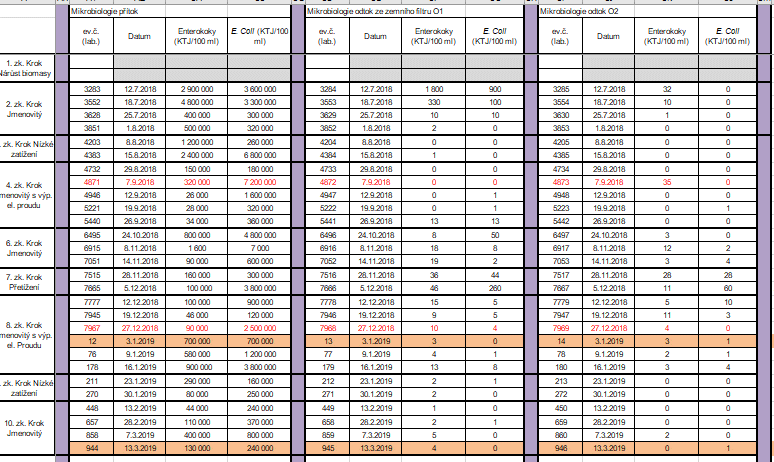 Mikrobiologie přítok Mikrobiologie odtok ze zemního filtru O1 Mikrobiologie odtok O2
ev.č. (lab.) Datum Enterokoky (KTJ/100 ml) E. Coli (KTJ/100 ml) ev.č. (lab.) Datum Enterokoky (KTJ/100 ml) E. Coli (KTJ/100 ml) ev.č. (lab.) Datum Enterokoky (KTJ/100 ml) E. Coli (KTJ/100 ml)
1. zk. Krok
Nárůst biomasy
2. zk. Krok
Jmenovitý
3283 12.7.2018 2 900 000 3 600 000 3284 12.7.2018 1 800 900 3285 12.7.2018 32 0
3552 18.7.2018 4 800 000 3 300 000 3553 18.7.2018 330 100 3554 18.7.2018 10 0
3628 25.7.2018 400 000 300 000 3629 25.7.2018 10 10 3630 25.7.2018 1 0
3851 1.8.2018 500 000 320 000 3852 1.8.2018 2 0 3853 1.8.2018 0 0
zk. Krok Nízké
zatížení
4203 8.8.2018 1 200 000 260 000 4204 8.8.2018 0 0 4205 8.8.2018 0 0
4383 15.8.2018 2 400 000 6 800 000 4384 15.8.2018 1 0 4385 15.8.2018 0 0
4. zk. Krok
menovitý s výp.
el. proudu
4732 29.8.2018 150 000 180 000 4733 29.8.2018 0 0 4734 29.8.2018 0 0
4871 7.9.2018 320 000 7 200 000 4872 7.9.2018 0 0 4873 7.9.2018 35 0
4946 12.9.2018 26 000 1 600 000 4947 12.9.2018 0 1 4948 12.9.2018 0 0
5221 19.9.2018 28 000 320 000 5222 19.9.2018 0 1 5223 19.9.2018 0 1
5440 26.9.2018 34 000 360 000 5441 26.9.2018 13 13 5442 26.9.2018 0 0
6. zk. Krok
Jmenovitý
6495 24.10.2018 800 000 4 800 000 6496 24.10.2018 8 50 6497 24.10.2018 3 0
6915 8.11.2018 1 600 7 000 6916 8.11.2018 18 8 6917 8.11.2018 12 2
7051 14.11.2018 90 000 600 000 7052 14.11.2018 19 2 7053 14.11.2018 3 4
7. zk. Krok
Přetížení
7515 28.11.2018 160 000 300 000 7516 28.11.2018 36 44 7517 28.11.2018 28 28
7665 5.12.2018 100 000 3 800 000 7666 5.12.2018 46 260 7667 5.12.2018 11 60
8. zk. Krok
menovitý s výp.
el. Proudu
7777 12.12.2018 100 000 900 000 7778 12.12.2018 15 5 7779 12.12.2018 5 10
7945 19.12.2018 46 000 120 000 7946 19.12.2018 9 5 7947 19.12.2018 11 3
7967 27.12.2018 90 000 2 500 000 7968 27.12.2018 10 4 7969 27.12.2018 4 0
12 3.1.2019 700 000 700 000 13 3.1.2019 3 0 14 3.1.2019 3 1
76 9.1.2019 580 000 1 200 000 77 9.1.2019 4 1 78 9.1.2019 2 1
178 16.1.2019 900 000 3 800 000 179 16.1.2019 13 8 180 16.1.2019 3 4
zk. Krok Nízké
zatížení
211 23.1.2019 290 000 160 000 212 23.1.2019 2 1 213 23.1.2019 0 0
270 30.1.2019 80 000 250 000 271 30.1.2019 2 0 272 30.1.2019 0 0
10. zk. Krok
Jmenovitý
448 13.2.2019 44 000 240 000 449 13.2.2019 1 0 450 13.2.2019 0 0
657 28.2.2019 110 000 370 000 658 28.2.2019 2 1 659 28.2.2019 0 0
858 7.3.2019 400 000 800 000 859 7.3.2019 5 0 860 7.3.2019 2 0
944 13.3.2019 130 000 240 000 945 13.3.2019 4 0 946 13.3.2019 0 1